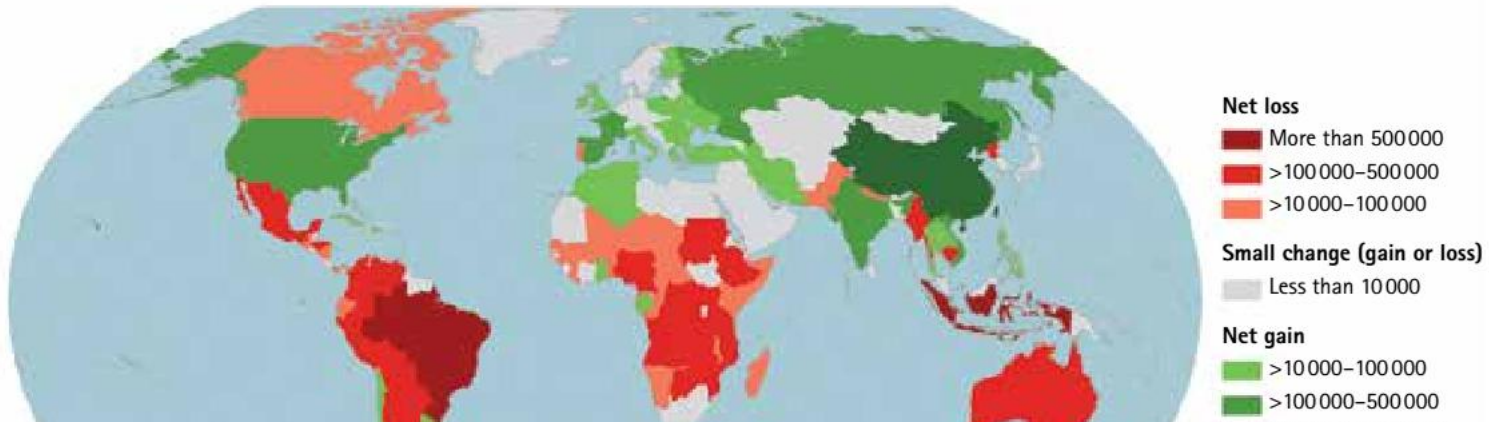 Net loss
More than 500 000
>100 000–500 000
>10 000–100 000
Small change (gain or loss)
Less than 10 000
Net gain
>10 000–100 000
>100 000–500 000